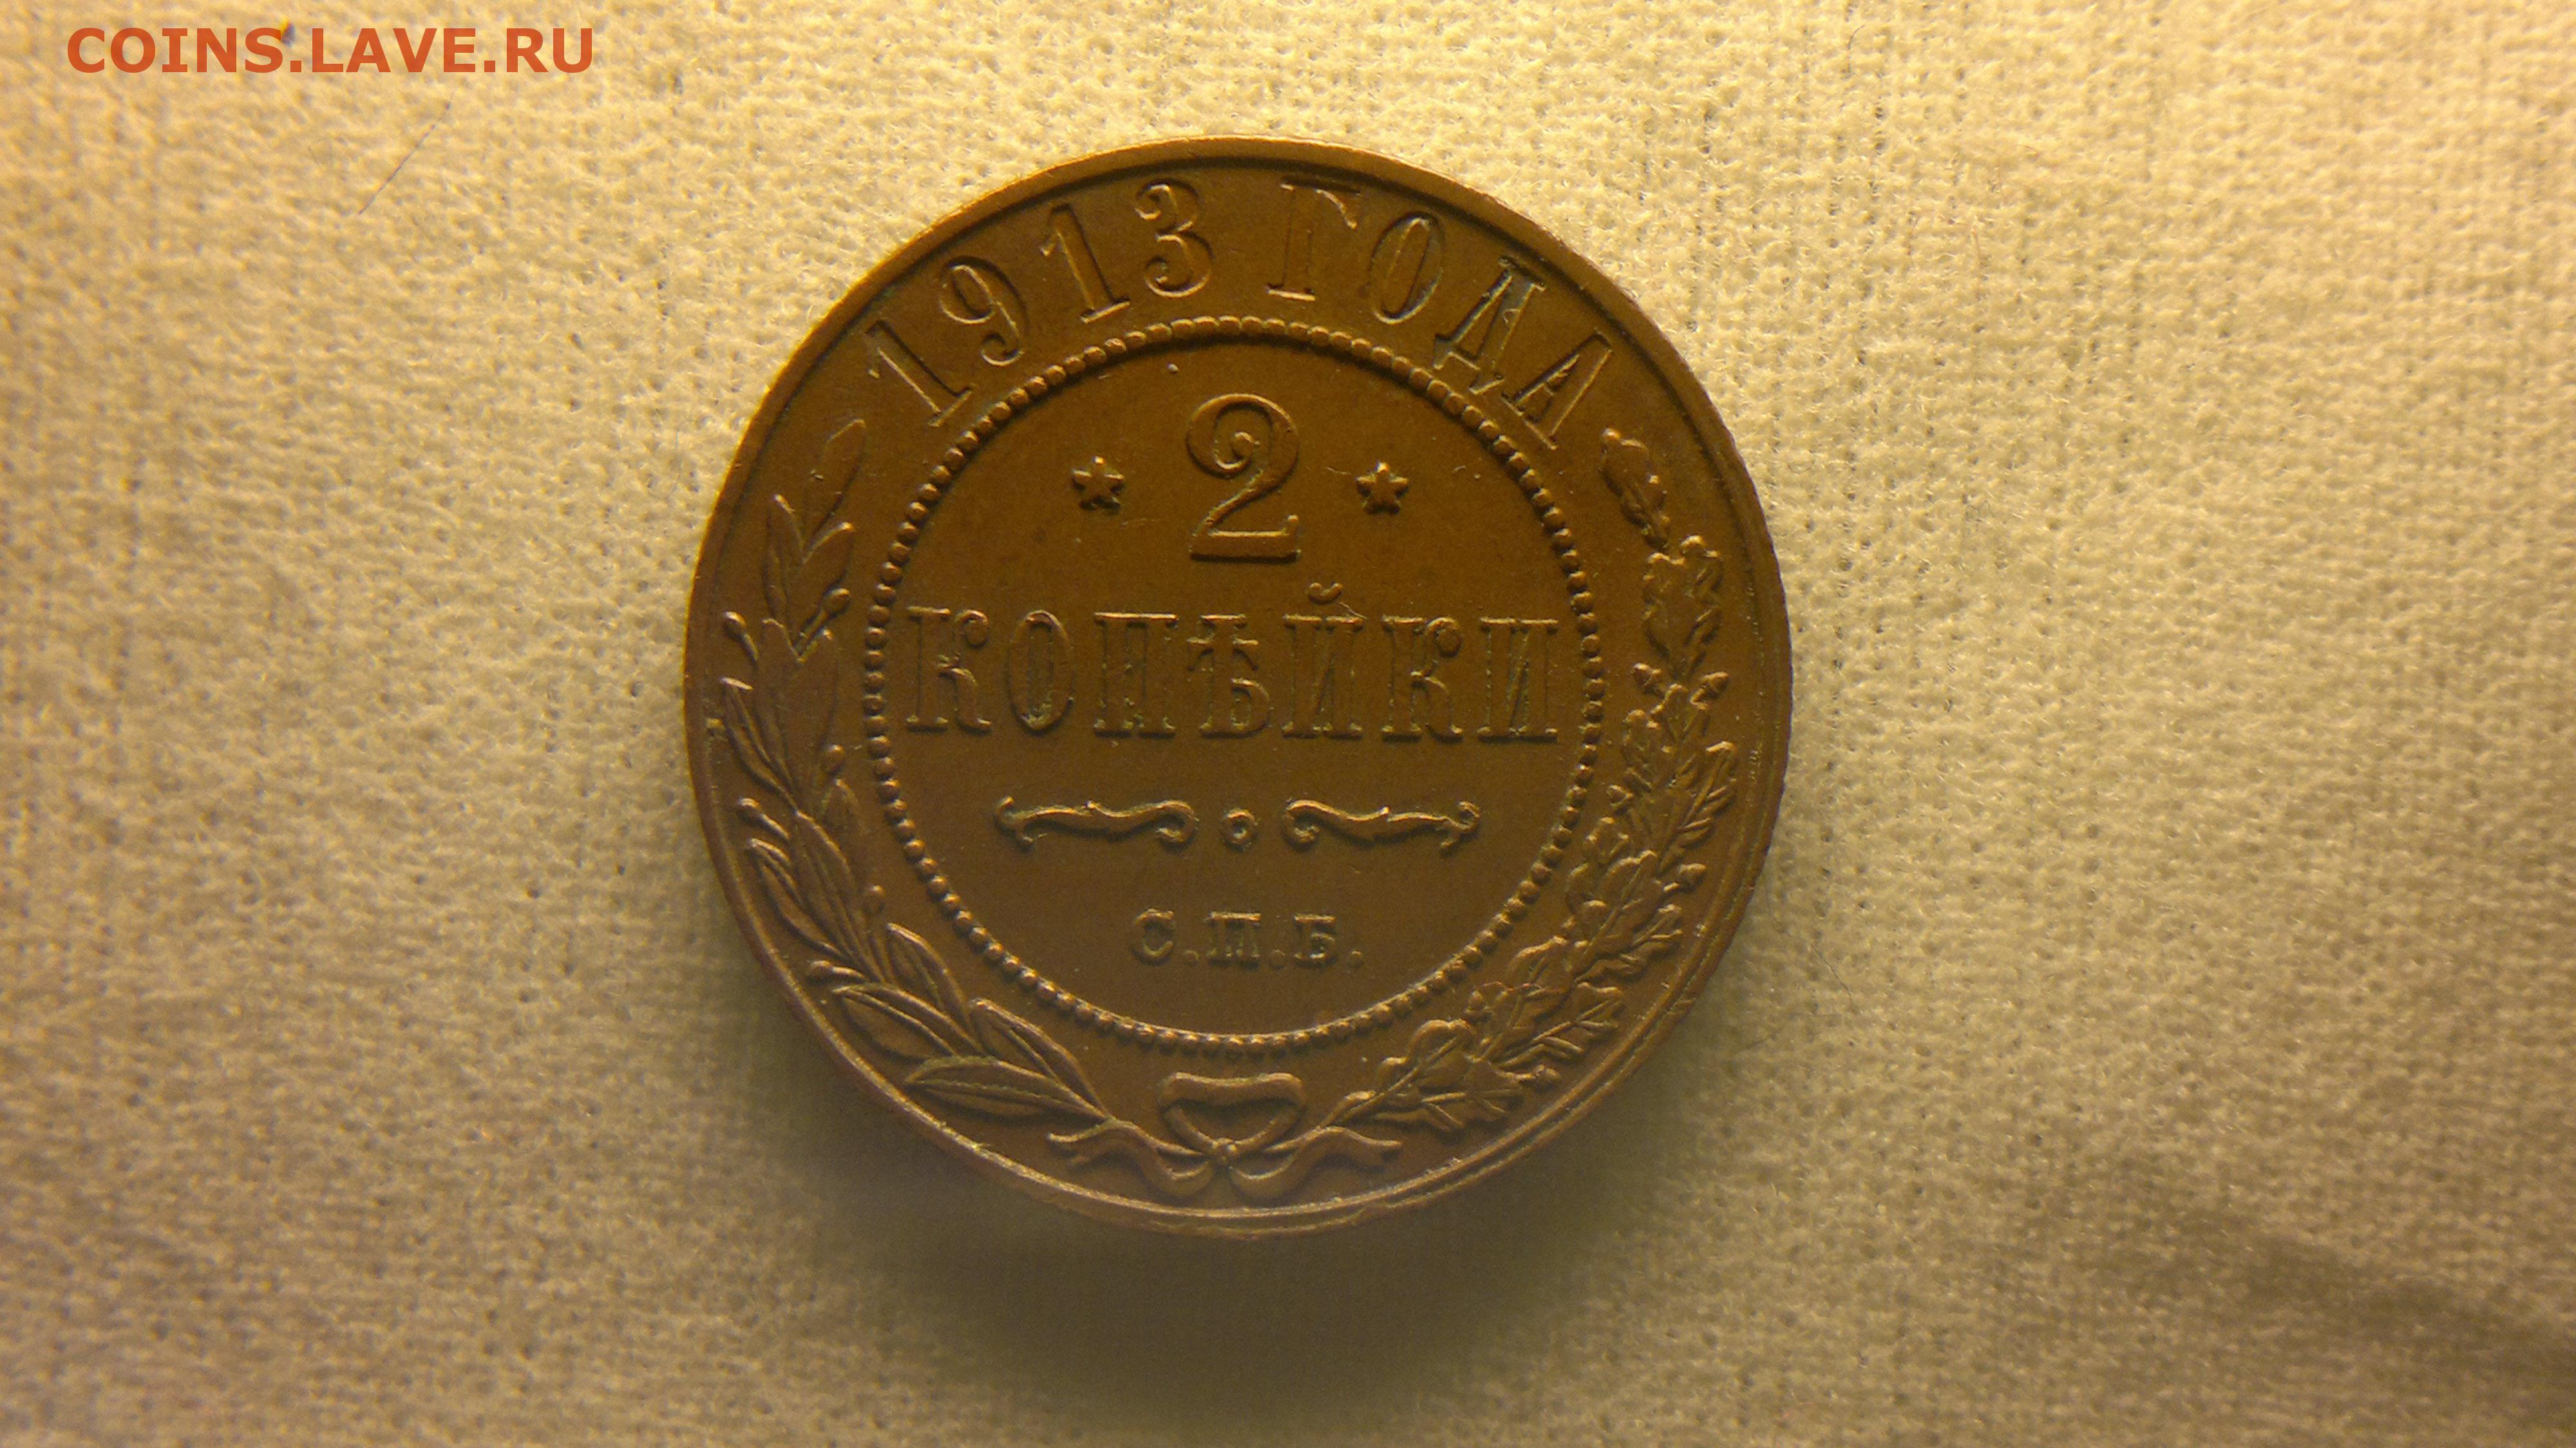 COINS.LAVE.RU
1913 ГОДА
2
КОПѢЙКИ
С.П.Б.